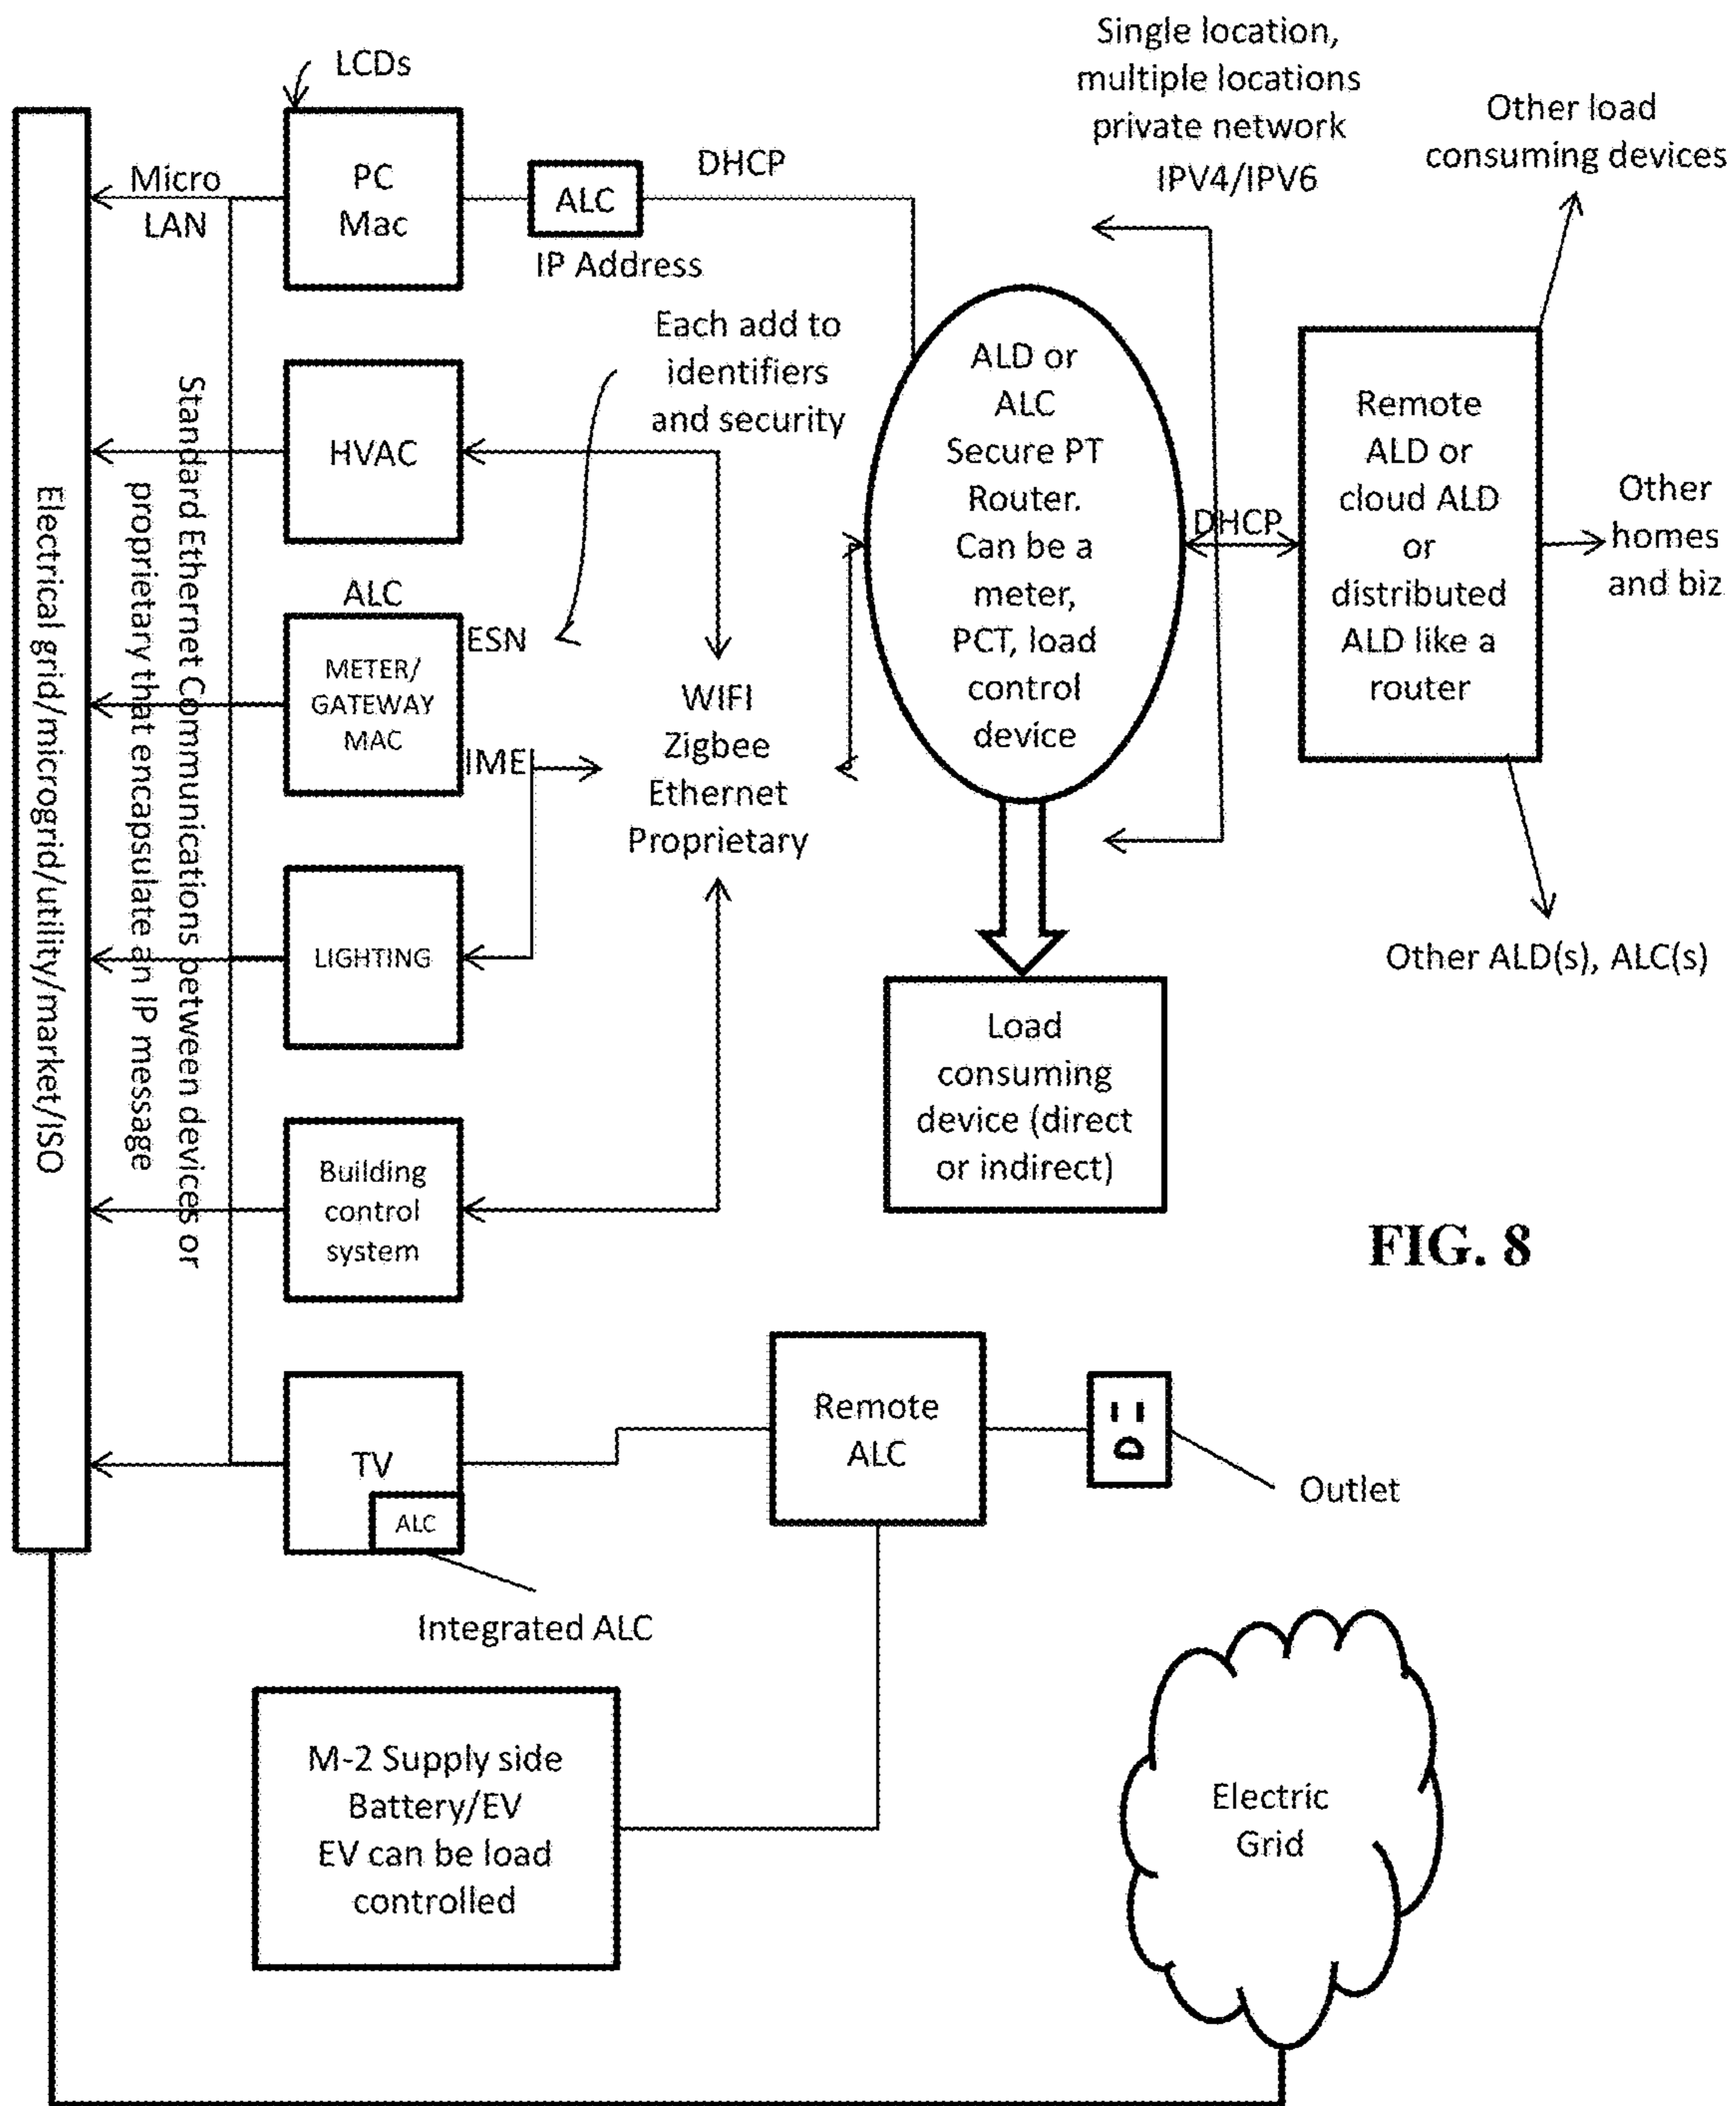 LCDs
Single location,
multiple locations
private network
IPV4/IPV6
Other load
consuming devices
Micro
LAN
PC
Mac
ALC
DHCP
IP Address
Each add to
identifiers
and security
ALD or
ALC
Secure PT
Router.
Can be a
meter,
PCT, load
control
device
DHCP
Remote
ALD or
cloud ALD
or
distributed
ALD like a
router
Other
homes
and biz
Other ALD(s), ALC(s)
Electrical grid/microgrid/utility/market/ISO
Standard Ethernet Communications between devices or
proprietary that encapsulate an IP message
HVAC
ALC
METER/
GATEWAY
MAC
ESN
IME
WIFI
Zigbee
Ethernet
Proprietary
LIGHTING
Load
consuming
device (direct
or indirect)
Building
control
system
FIG. 8
TV
ALC
Remote
ALC
Outlet
Integrated ALC
M-2 Supply side
Battery/EV
EV can be load
controlled
Electric
Grid